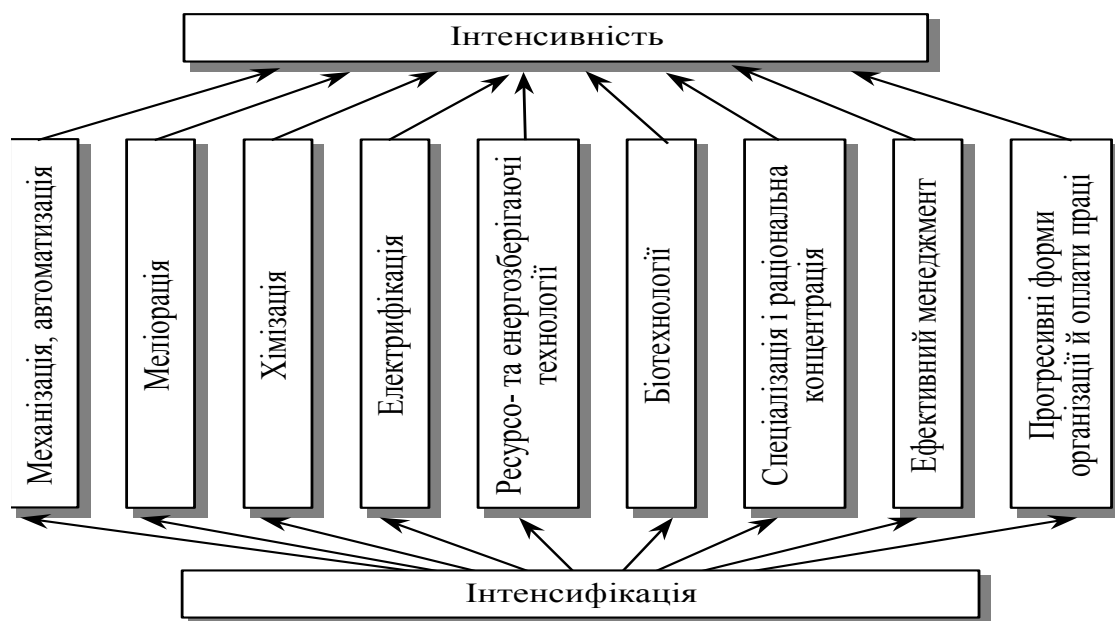 Інтенсивність
Механізація, автоматизація
Меліорація
Хімізація
Електрифікація
Ресурсо- та енергозберігаючі
технології
Біотехнології
Спеціалізація і раціональна
концентрація
Ефективний менеджмент
Прогресивні форми
організації й оплати праці
Інтенсифікація